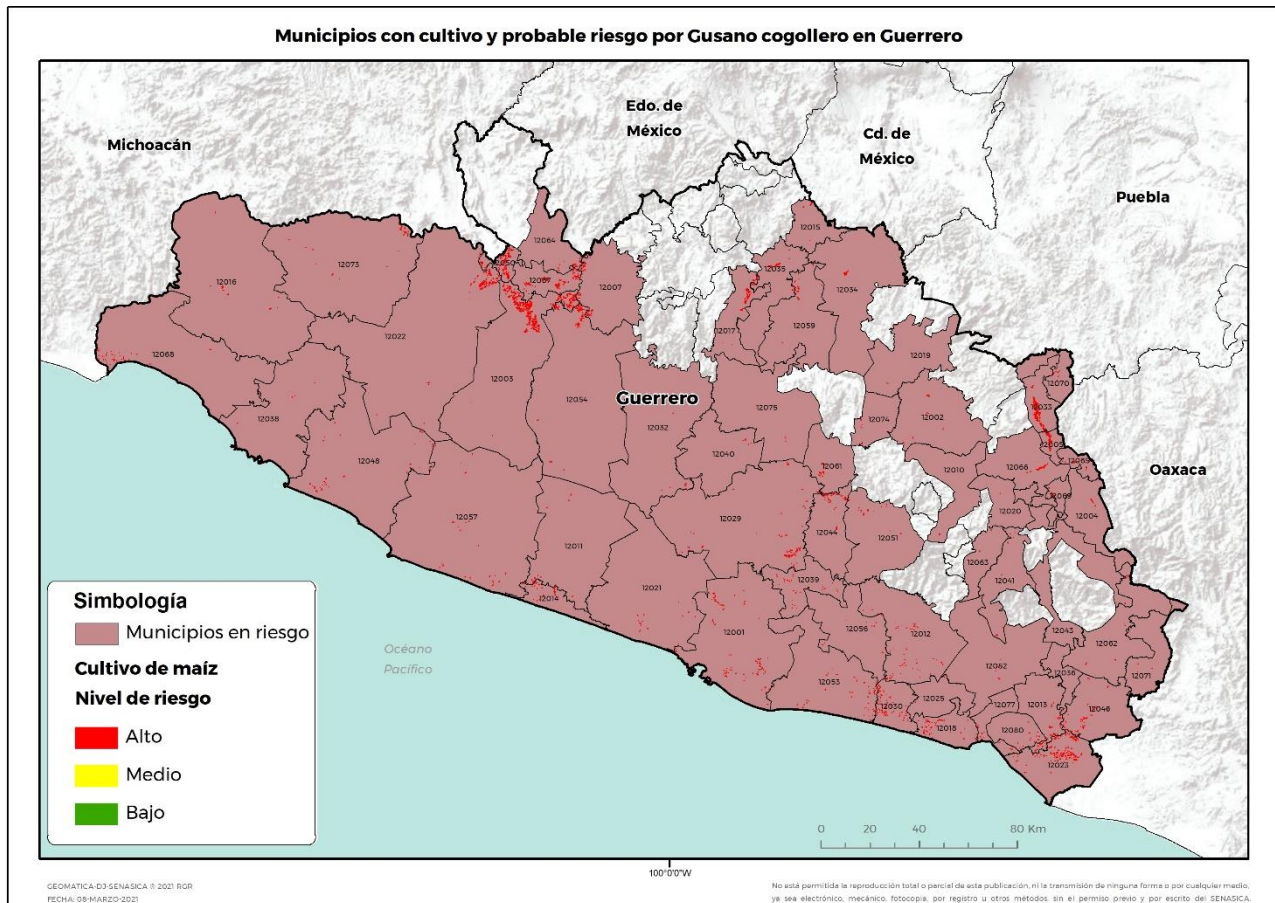 Municipios con cultivo y probable riesgo por Gusano cogollero en Guerrero
Edo. de
México
Cd. de
México
Michoacán
Puebla
12015
12064
12035
12073
12067
12007
12034
12016
12059
12017
12022
12003
12068
12019
12070
12054
Guerrero
12075
12033
12002
12074
12038
12032
12040
12048
12061
12010
12066
Oaxaca
12069
12057
12029
12020
12004
12011
12044
12051
12063
12041
12014
12021
12039
12001
12056
12012
12043
12062
12082
12036
12071
12053
12025
12030
12077
12013
12046
12018
12080
12023
Océano
Pacífico
Simbología
Municipios en riesgo
Cultivo de maíz
Nivel de riesgo
Alto
Medio
Bajo
0 20 40 80 Km
100°0'0"W
GEOMATICA-DJ-SENASICA ® 2021 RGR
FECHA: 08-MARZO-2021
No está permitida la reproducción total o parcial de esta publicación, ni la transmisión de ninguna forma o por cualquier medio,
ya sea electrónico, mecánico, fotocopia, por registro u otros métodos, sin el permiso previo y por escrito del SENASICA.